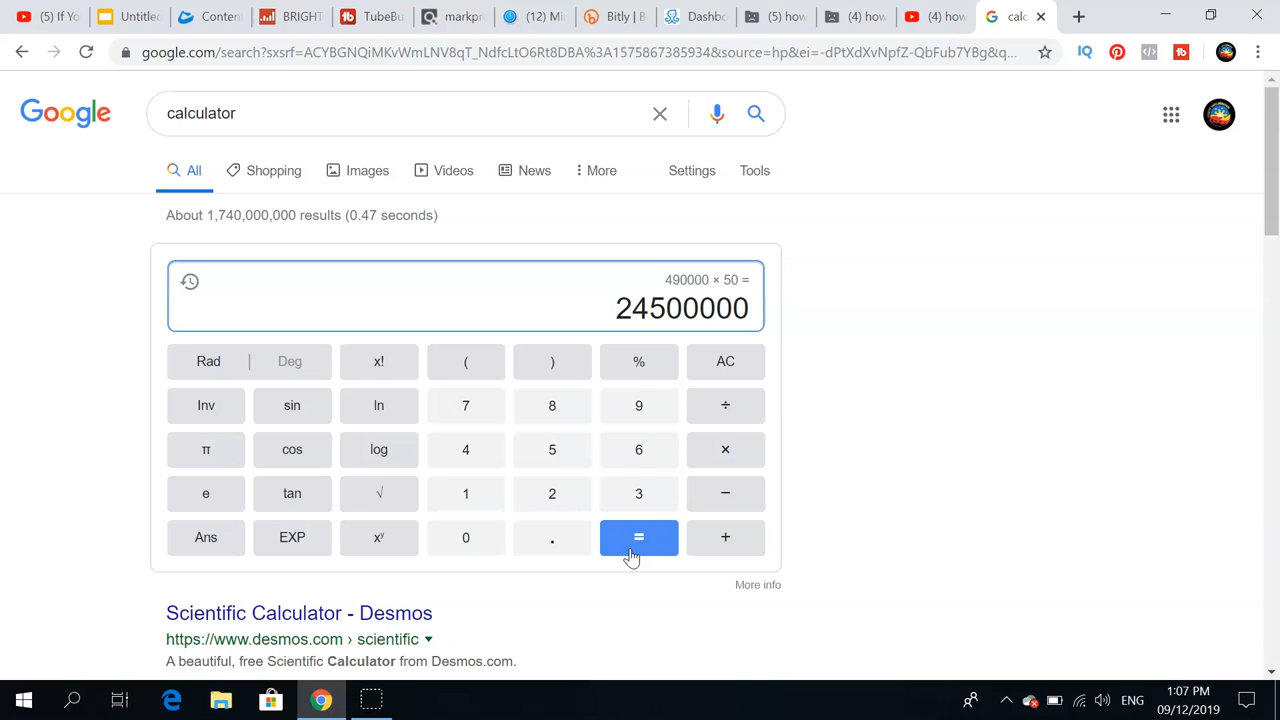 (5) If Yo
Untitled
Conten
BRIGHT
TubeBu
markpr
(12) Mi
Bitly | B
Dashbo
(5) how
(4) how
(4) how
calc
google.com/search?sxsrf=ACYBGNQiMKvWmLNV8qT_NdfcLtO6Rt8DBA%3A1575867385934&source=hp&ei=-dPtXdXvNpfZ-QbFub7YBg&q...
Google
calculator
All
Shopping
Images
Videos
News
More
Settings
Tools
About 1,740,000,000 results (0.47 seconds)
490000 × 50 =
24500000
Rad | Deg x! ( ) % AC
Inv sin ln 7 8 9 ÷
π cos log 4 5 6 ×
e tan √ 1 2 3 −
Ans EXP xʸ 0 . = +
More info
Scientific Calculator - Desmos
https://www.desmos.com › scientific
A beautiful, free Scientific Calculator from Desmos.com.
ENG
1:07 PM
09/12/2019